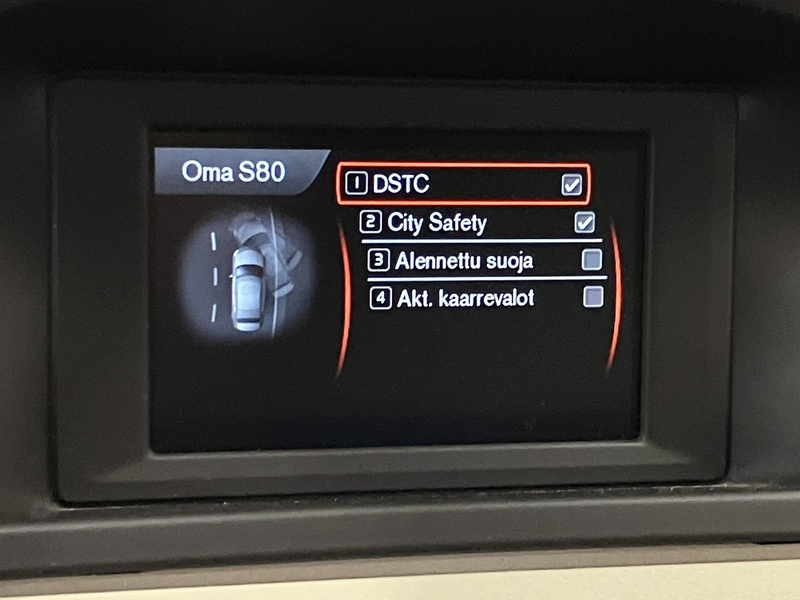 Oma S80
1 DSTC
2 City Safety
3 Alennettu suoja
4 Akt. kaarrevalot